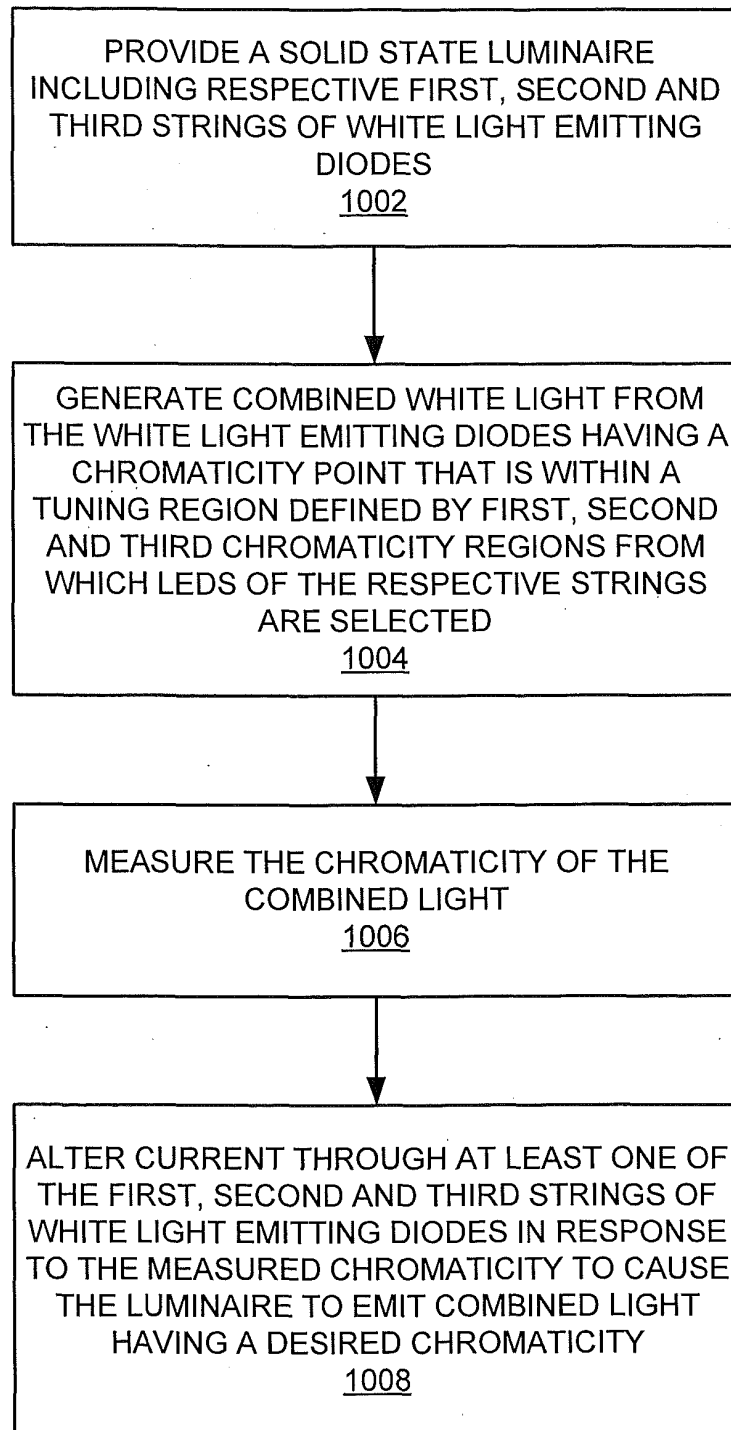 PROVIDE A SOLID STATE LUMINAIRE
INCLUDING RESPECTIVE FIRST, SECOND AND
THIRD STRINGS OF WHITE LIGHT EMITTING
DIODES
1002
GENERATE COMBINED WHITE LIGHT FROM
THE WHITE LIGHT EMITTING DIODES HAVING A
CHROMATICITY POINT THAT IS WITHIN A
TUNING REGION DEFINED BY FIRST, SECOND
AND THIRD CHROMATICITY REGIONS FROM
WHICH LEDS OF THE RESPECTIVE STRINGS
ARE SELECTED
1004
MEASURE THE CHROMATICITY OF THE
COMBINED LIGHT
1006
ALTER CURRENT THROUGH AT LEAST ONE OF
THE FIRST, SECOND AND THIRD STRINGS OF
WHITE LIGHT EMITTING DIODES IN RESPONSE
TO THE MEASURED CHROMATICITY TO CAUSE
THE LUMINAIRE TO EMIT COMBINED LIGHT
HAVING A DESIRED CHROMATICITY
1008